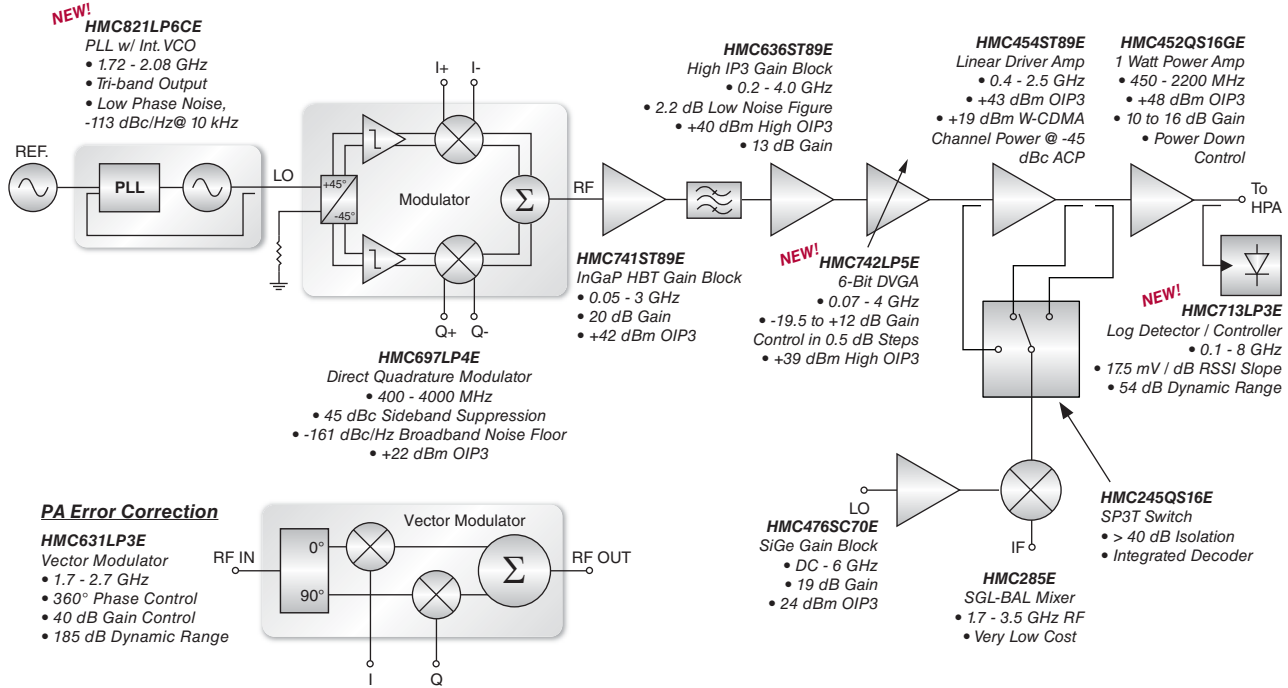 NEW!
HMC821LP6CE
PLL w/ Int. VCO
• 1.72 - 2.08 GHz
• Tri-band Output
• Low Phase Noise,
-113 dBc/Hz@ 10 kHz
REF.
PLL
LO
I+ I-
+45°
-45°
Modulator
Σ
RF
Q+ Q-
HMC697LP4E
Direct Quadrature Modulator
• 400 - 4000 MHz
• 45 dBc Sideband Suppression
• -161 dBc/Hz Broadband Noise Floor
• +22 dBm OIP3
HMC741ST89E
InGaP HBT Gain Block
• 0.05 - 3 GHz
• 20 dB Gain
• +42 dBm OIP3
HMC636ST89E
High IP3 Gain Block
• 0.2 - 4.0 GHz
• 2.2 dB Low Noise Figure
• +40 dBm High OIP3
• 13 dB Gain
NEW!
HMC742LP5E
6-Bit DVGA
• 0.07 - 4 GHz
• -19.5 to +12 dB Gain
Control in 0.5 dB Steps
• +39 dBm High OIP3
HMC454ST89E
Linear Driver Amp
• 0.4 - 2.5 GHz
• +43 dBm OIP3
• +19 dBm W-CDMA
Channel Power @ -45
dBc ACP
HMC452QS16GE
1 Watt Power Amp
• 450 - 2200 MHz
• +48 dBm OIP3
• 10 to 16 dB Gain
• Power Down
Control
To
HPA
NEW!
HMC713LP3E
Log Detector / Controller
• 0.1 - 8 GHz
• 17.5 mV / dB RSSI Slope
• 54 dB Dynamic Range
HMC245QS16E
SP3T Switch
• > 40 dB Isolation
• Integrated Decoder
LO
HMC476SC70E
SiGe Gain Block
• DC - 6 GHz
• 19 dB Gain
• 24 dBm OIP3
IF
HMC285E
SGL-BAL Mixer
• 1.7 - 3.5 GHz RF
• Very Low Cost
PA Error Correction
HMC631LP3E
Vector Modulator
• 1.7 - 2.7 GHz
• 360° Phase Control
• 40 dB Gain Control
• 185 dB Dynamic Range
Vector Modulator
RF IN
0°
90°
Σ
RF OUT
I Q